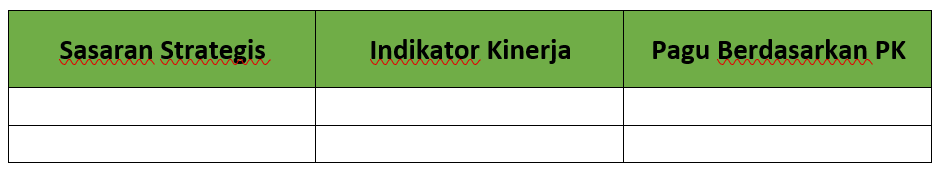 Sasaran Strategis
Indikator Kinerja
Pagu Berdasarkan PK